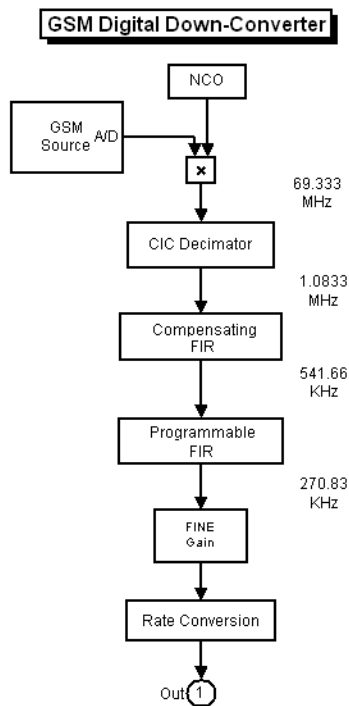 GSM Digital Down-Converter
NCO
GSM
Source
A/D
×
69.333
MHz
CIC Decimator
1.0833
MHz
Compensating
FIR
541.66
KHz
Programmable
FIR
270.83
KHz
FINE
Gain
Rate Conversion
Out 1